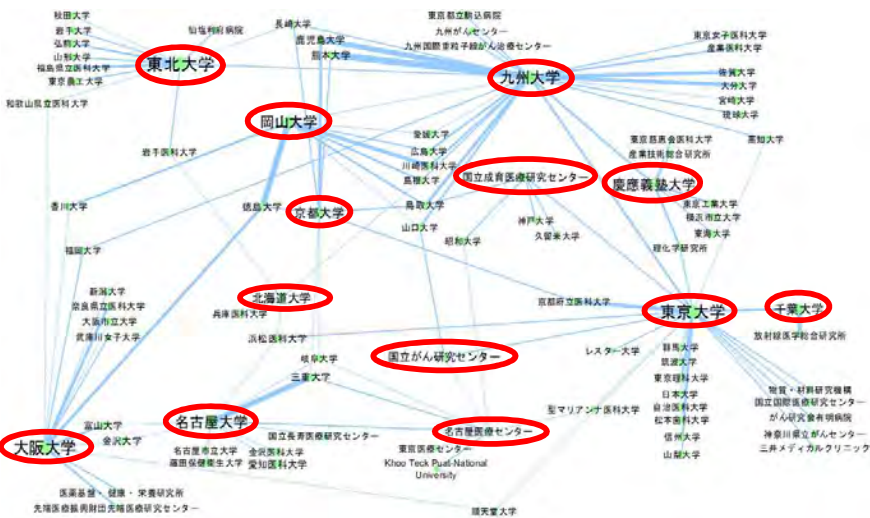 秋田大学
岩手大学
弘前大学
山形大学
福島県立医科大学
東京農工大学
和歌山県立医科大学
仙塩利府病院
東北大学
長崎大学
鹿児島大学
熊本大学
東京都立駒込病院
九州がんセンター
九州国際重粒子線がん治療センター
九州大学
東京女子医科大学
産業医科大学
佐賀大学
大分大学
宮崎大学
琉球大学
高知大学
岡山大学
岩手医科大学
愛媛大学
広島大学
川崎医科大学
島根大学
鳥取大学
山口大学
国立成育医療研究センター
東京慈恵会医科大学
産業技術総合研究所
慶應義塾大学
東京工業大学
横浜市立大学
東海大学
理化学研究所
香川大学
徳島大学
京都大学
神戸大学
久留米大学
昭和大学
福岡大学
新潟大学
奈良県立医科大学
大阪市立大学
武庫川女子大学
北海道大学
兵庫医科大学
浜松医科大学
京都府立医科大学
東京大学
千葉大学
放射線医学総合研究所
国立がん研究センター
レスター大学
群馬大学
筑波大学
東京理科大学
日本大学
自治医科大学
松本歯科大学
信州大学
山梨大学
物質・材料研究機構
国立国際医療研究センター
がん研究会有明病院
神奈川県立がんセンター
三井メディカルクリニック
岐阜大学
三重大学
聖マリアンナ医科大学
名古屋大学
名古屋医療センター
国立長寿医療研究センター
名古屋市立大学
藤田保健衛生大学
金沢医科大学
愛知医科大学
東京医療センター
Khoo Teck Puat-National
University
富山大学
金沢大学
大阪大学
医薬基盤・健康・栄養研究所
先端医療振興財団先端医療研究センター
順天堂大学